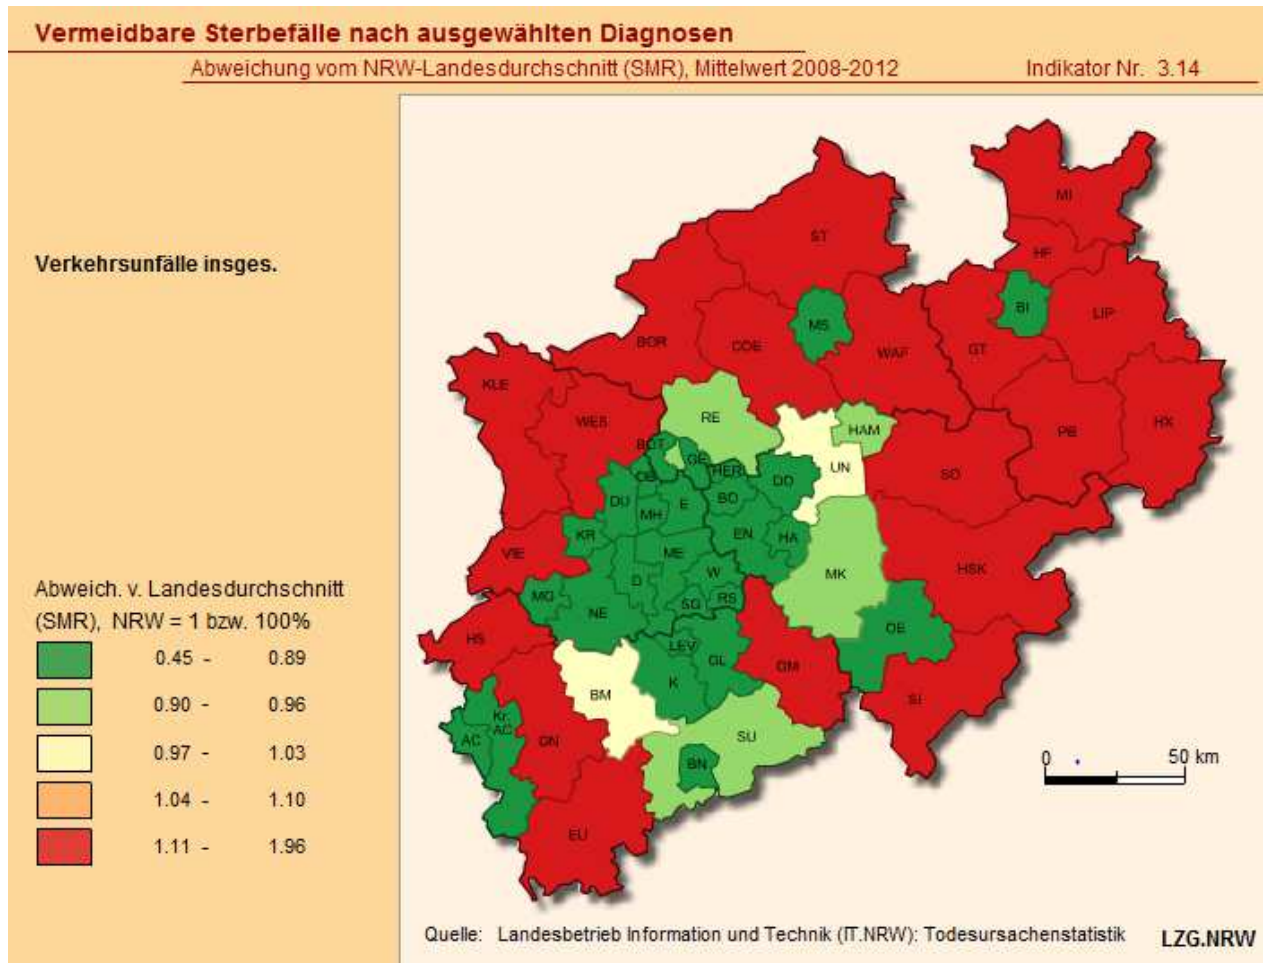 Vermeidbare Sterbefälle nach ausgewählten Diagnosen
Abweichung vom NRW-Landesdurchschnitt (SMR), Mittelwert 2008-2012 Indikator Nr. 3.14
Verkehrsunfälle insges.
Abweich. v. Landesdurchschnitt
(SMR), NRW = 1 bzw. 100%
0.45 - 0.89
0.90 - 0.96
0.97 - 1.03
1.04 - 1.10
1.11 - 1.96
MI
ST
HF
BI
LIP
MS
BOR
COE
WAF
GT
KLE
WES
RE
HAM
PB
HX
BOT
GE
HER
UN
SO
OB
DO
DU
E
BO
MH
KR
EN
HA
VIE
ME
MK
HSK
W
D
MG
NE
SG
RS
OE
HS
LEV
GL
GM
K
BM
SI
Kr.
AC
AC
DN
SU
BN
EU
0 50 km
Quelle: Landesbetrieb Information und Technik (IT.NRW): Todesursachenstatistik
LZG.NRW